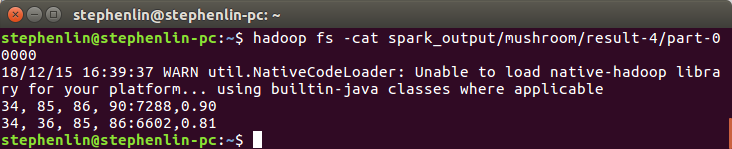 stephenlin@stephenlin-pc: ~
stephenlin@stephenlin-pc:~$ hadoop fs -cat spark_output/mushroom/result-4/part-0
0000
18/12/15 16:39:37 WARN util.NativeCodeLoader: Unable to load native-hadoop libra
ry for your platform... using builtin-java classes where applicable
34, 85, 86, 90:7288,0.90
34, 36, 85, 86:6602,0.81
stephenlin@stephenlin-pc:~$